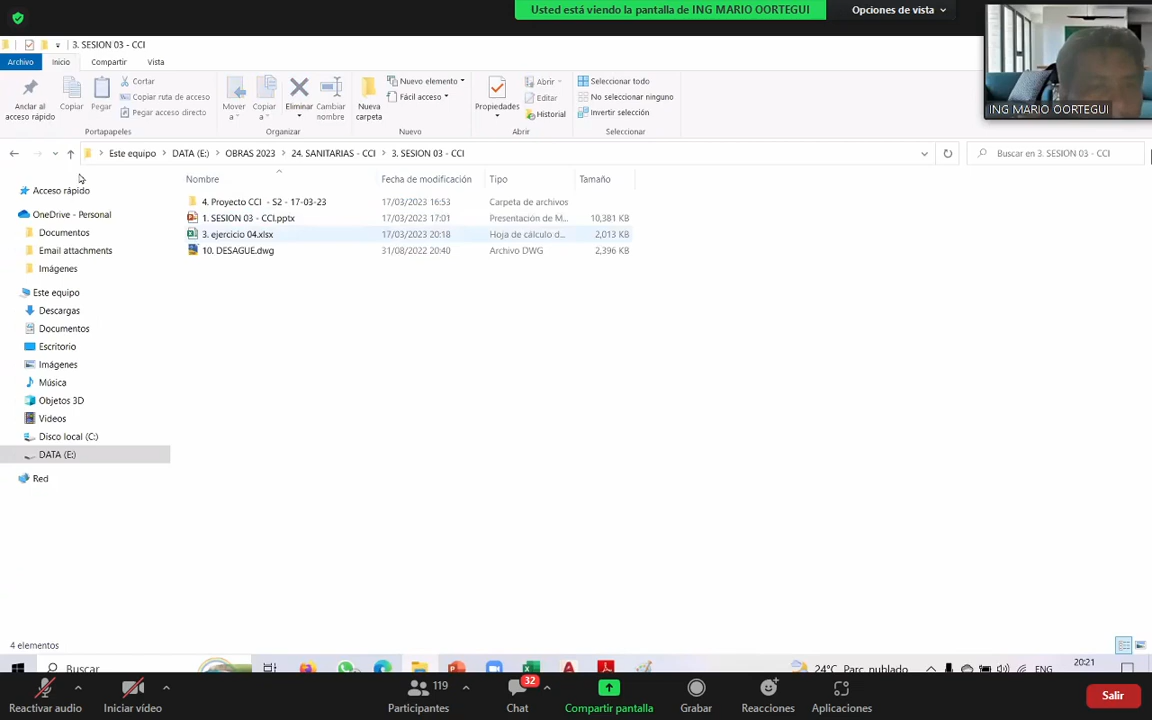 Usted está viendo la pantalla de ING MARIO OORTEGUI
Opciones de vista
3. SESION 03 - CCI
ING MARIO OORTEGUI
Archivo Inicio Compartir Vista
Anclar al acceso rápido
Copiar
Pegar
Cortar
Copiar ruta de acceso
Pegar acceso directo
Portapapeles
Mover a
Copiar a
Eliminar
Cambiar nombre
Organizar
Nueva carpeta
Nuevo elemento
Fácil acceso
Nuevo
Propiedades
Abrir
Editar
Historial
Abrir
Seleccionar todo
No seleccionar ninguno
Invertir selección
Seleccionar
Este equipo > DATA (E:) > OBRAS 2023 > 24. SANITARIAS - CCI > 3. SESION 03 - CCI
Buscar en 3. SESION 03 - CCI
Nombre Fecha de modificación Tipo Tamaño
4. Proyecto CCI - S2 - 17-03-23 17/03/2023 16:53 Carpeta de archivos
1. SESION 03 - CCI.pptx 17/03/2023 17:01 Presentación de M... 10,381 KB
3. ejercicio 04.xlsx 17/03/2023 20:18 Hoja de cálculo d... 2,013 KB
10. DESAGUE.dwg 31/08/2022 20:40 Archivo DWG 2,396 KB
Acceso rápido
OneDrive - Personal
Documentos
Email attachments
Imágenes
Este equipo
Descargas
Documentos
Escritorio
Imágenes
Música
Objetos 3D
Videos
Disco local (C:)
DATA (E:)
Red
4 elementos
Buscar
24°C Parc. nublado
ENG
20:21
Reactivar audio
Iniciar vídeo
119
Participantes
32
Chat
Compartir pantalla
Grabar
Reacciones
Aplicaciones
Salir